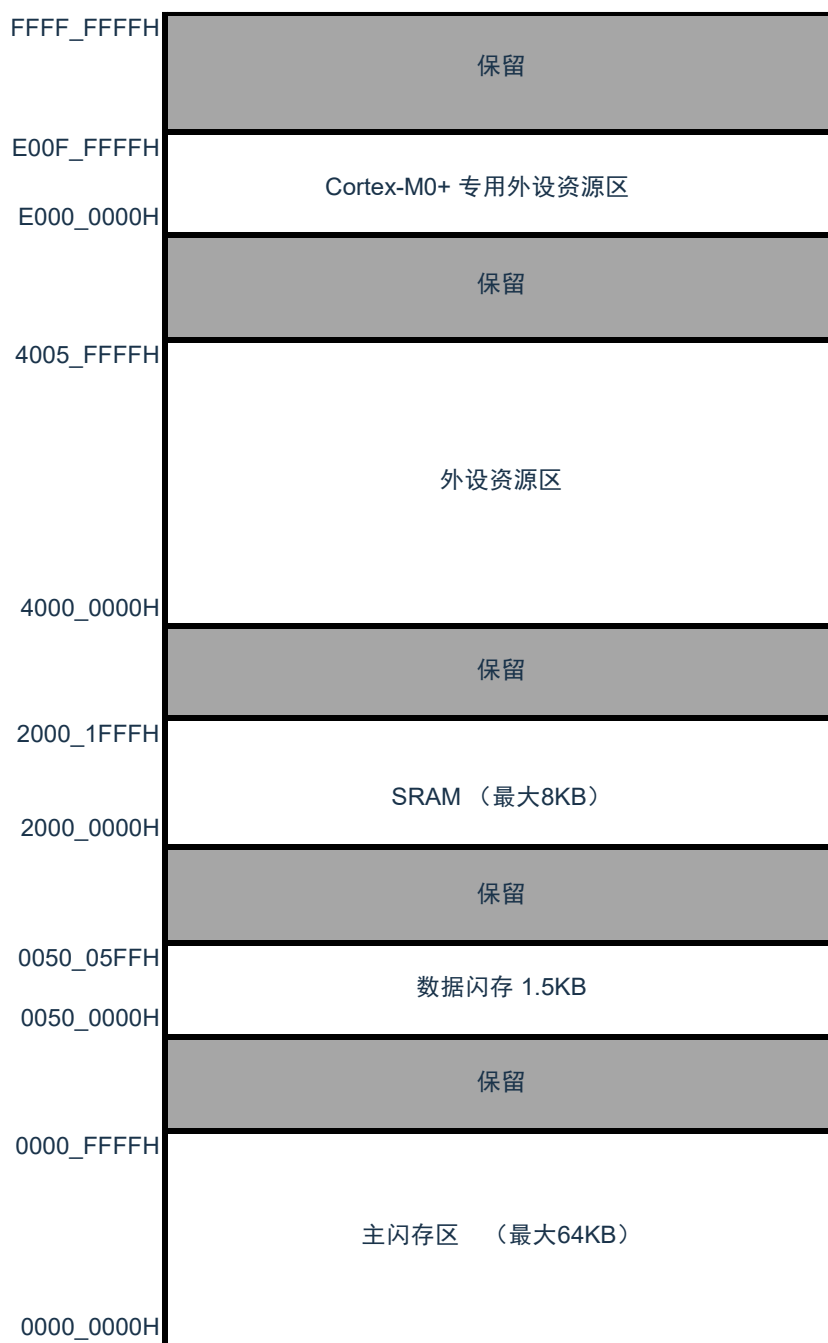 FFFF_FFFFH
保留
E00F_FFFFH
Cortex-M0+ 专用外设资源区
E000_0000H
保留
4005_FFFFH
外设资源区
4000_0000H
保留
2000_1FFFH
SRAM （最大8KB）
2000_0000H
保留
0050_05FFH
数据闪存 1.5KB
0050_0000H
保留
0000_FFFFH
主闪存区 （最大64KB）
0000_0000H